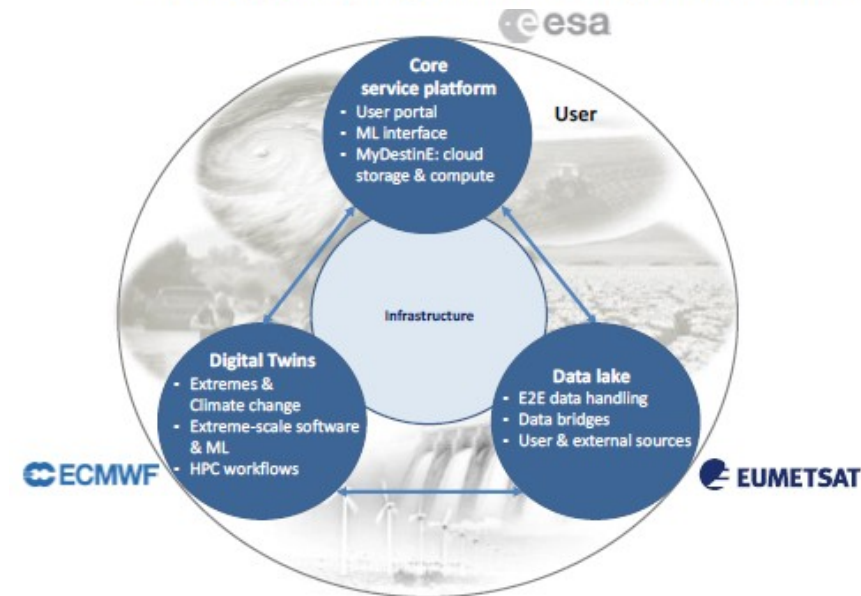 esa
Core
service platform
- User portal
- ML interface
- MyDestinE: cloud
storage & compute
User
Infrastructure
Digital Twins
- Extremes &
Climate change
- Extreme-scale software
& ML
- HPC workflows
Data lake
- E2E data handling
- Data bridges
- User & external sources
ECMWF
EUMETSAT